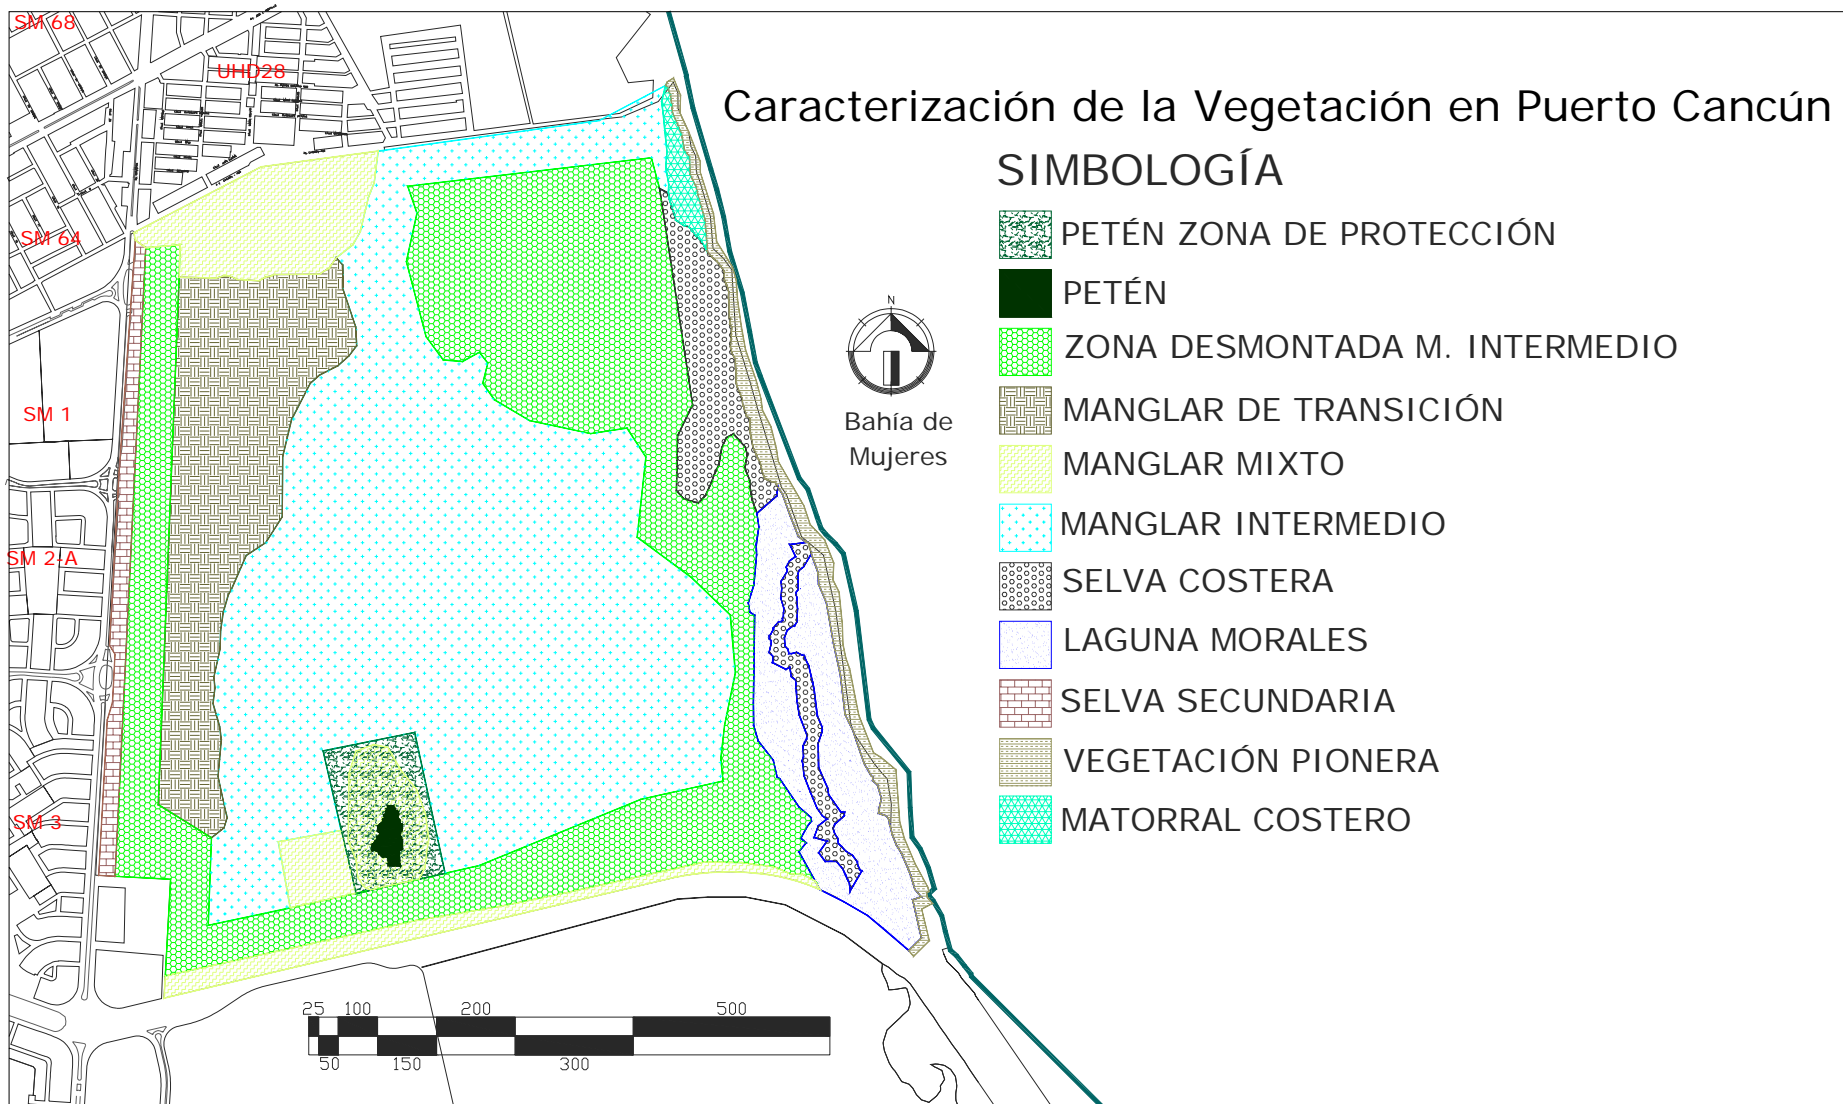 SM 68
UHD28
Caracterización de la Vegetación en Puerto Cancún
SIMBOLOGÍA
PETÉN ZONA DE PROTECCIÓN
PETÉN
ZONA DESMONTADA M. INTERMEDIO
MANGLAR DE TRANSICIÓN
MANGLAR MIXTO
MANGLAR INTERMEDIO
SELVA COSTERA
LAGUNA MORALES
SELVA SECUNDARIA
VEGETACIÓN PIONERA
MATORRAL COSTERO
SM 64
N
Bahía de
Mujeres
SM 1
SM 2-A
SM 3
25 100 200 500
50 150 300